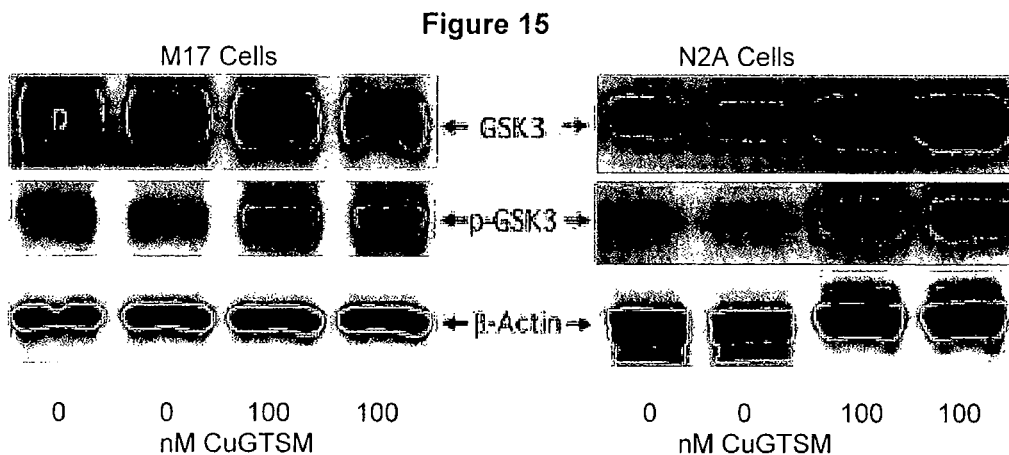 Figure 15
M17 Cells
N2A Cells
GSK3
p-GSK3
β-Actin
0 0 100 100
0 0 100 100
nM CuGTSM
nM CuGTSM